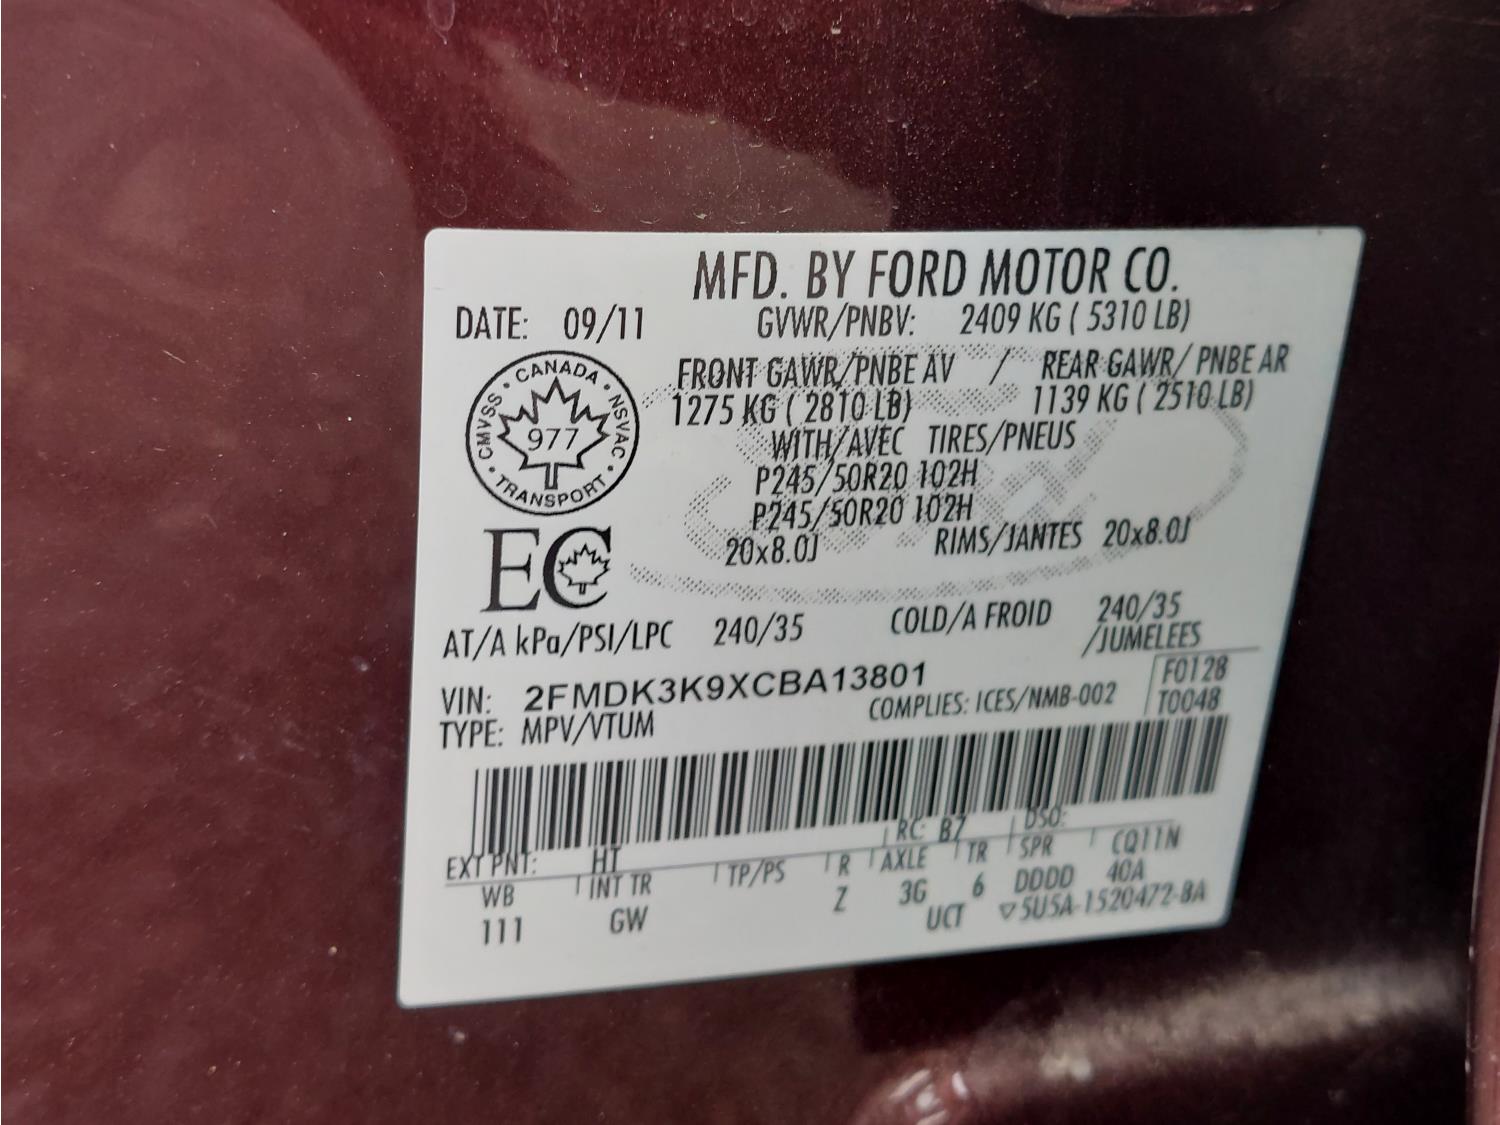 MFD. BY FORD MOTOR CO.
DATE: 09/11 GVWR/PNBV: 2409 KG ( 5310 LB)
FRONT GAWR/PNBE AV / REAR GAWR/ PNBE AR
1275 KG ( 2810 LB) 1139 KG ( 2510 LB)
WITH/AVEC TIRES/PNEUS
P245/50R20 102H
P245/50R20 102H
20x8.0J RIMS/JANTES 20x8.0J
CANADA
CMVSS • NSVAC
977
TRANSPORT
EC
AT/A kPa/PSI/LPC 240/35 COLD/A FROID 240/35
/JUMELEES
VIN: 2FMDK3K9XCBA13801
F0128
TYPE: MPV/VTUM COMPLIES: ICES/NMB-002 T0048
EXT PNT: HT RC: B7 DSO:
WB INT TR TP/PS R AXLE TR SPR CQ11N
111 GW Z 3G 6 DDDD 40A
UCT ▽5U5A-1520472-BA